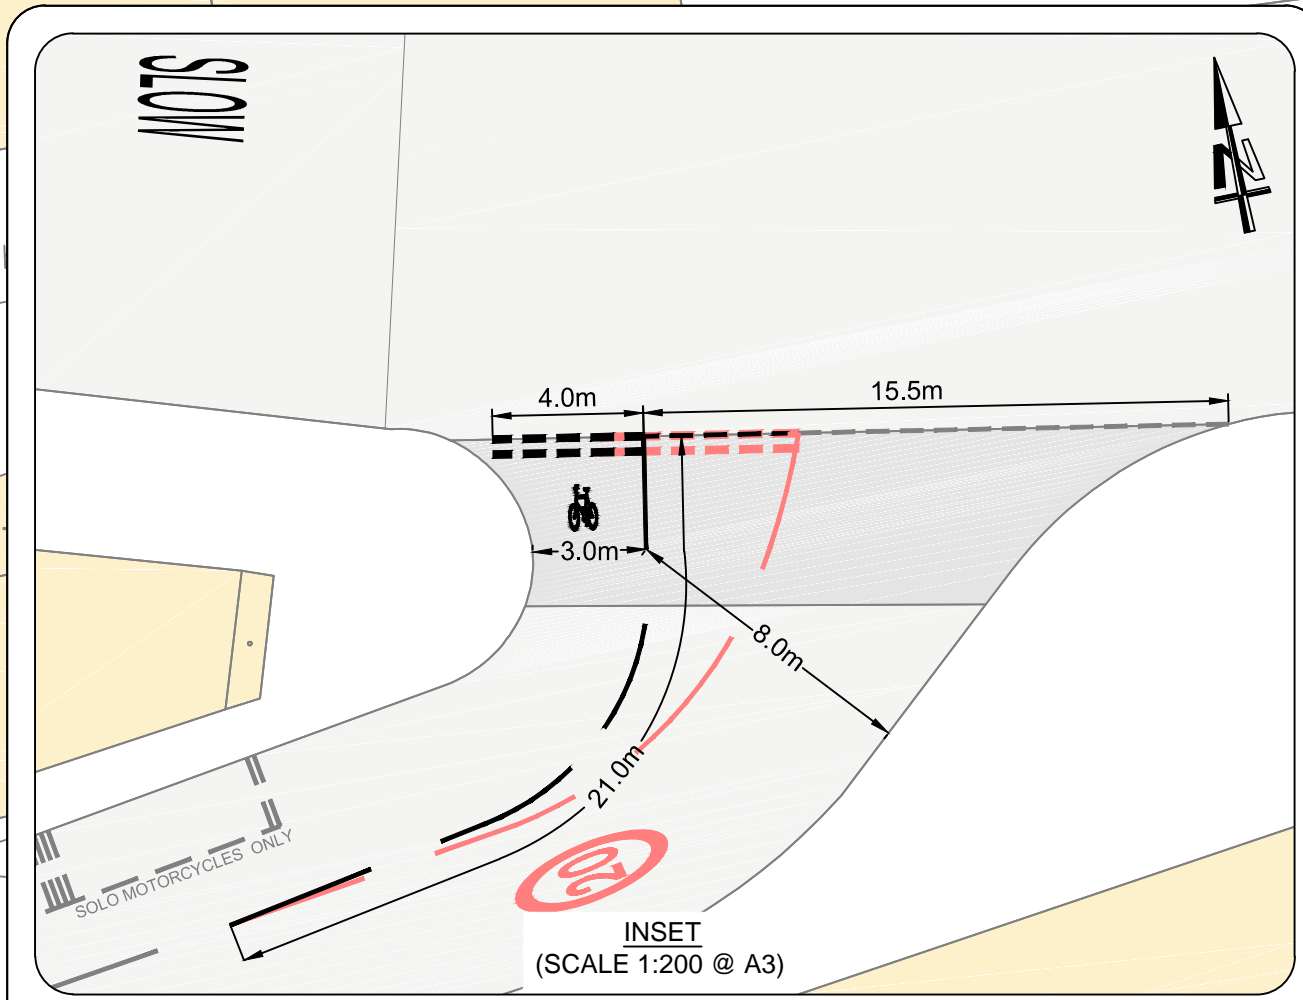 SLOW
N
4.0m
15.5m
3.0m
8.0m
21.0m
SOLO MOTORCYCLES ONLY
20
INSET
(SCALE 1:200 @ A3)